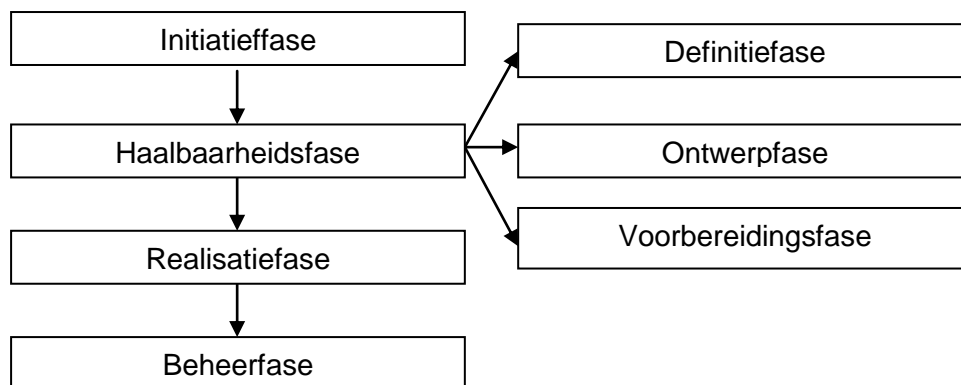 Initiatieffase
Definitiefase
Haalbaarheidsfase
Ontwerpfase
Voorbereidingsfase
Realisatiefase
Beheerfase